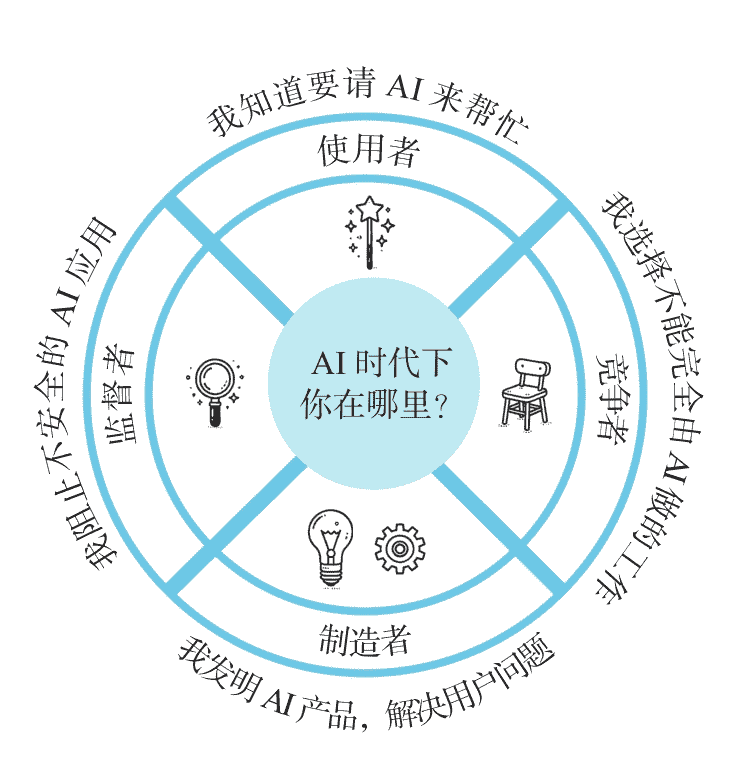 我知道要请 AI 来帮忙
使用者
我选择不能完全由 AI 做的工作
竞争者
AI 时代下
你在哪里？
监督者
我阻止不安全的 AI 应用
制造者
我发明 AI 产品，解决用户问题